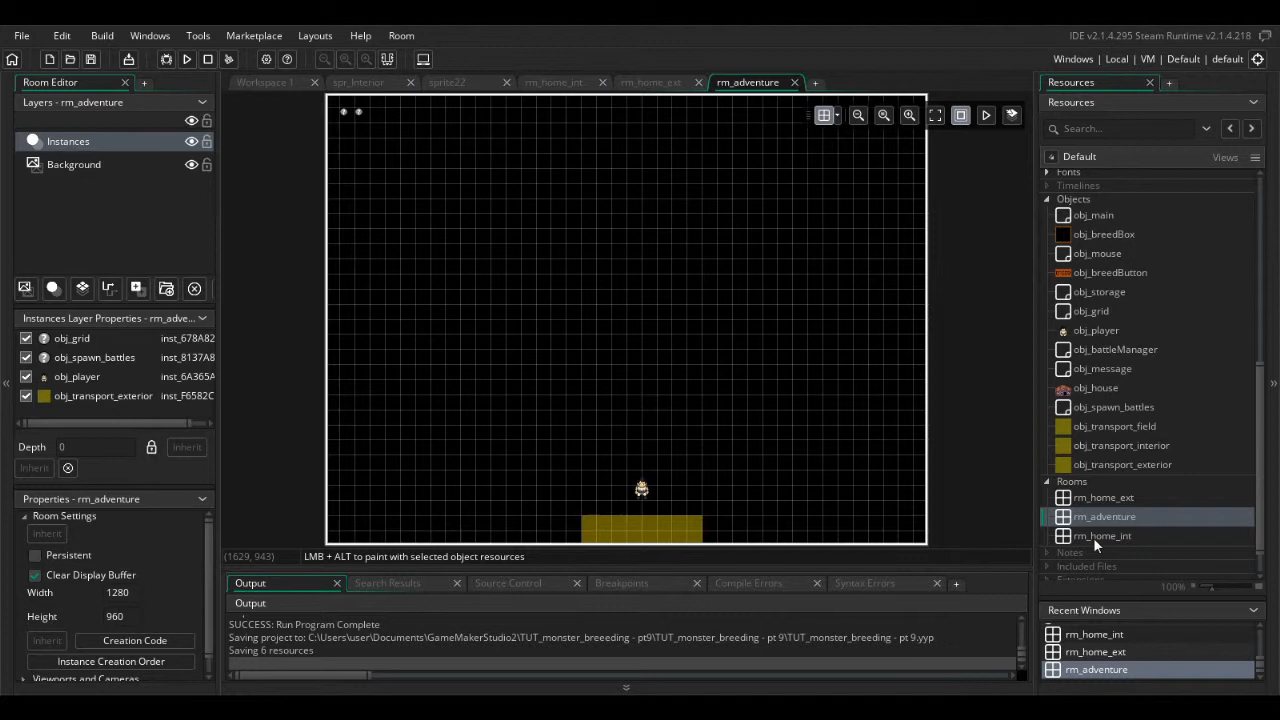 File Edit Build Windows Tools Marketplace Layouts Help Room IDE v2.1.4.295 Steam Runtime v2.1.4.218
Windows | Local | VM | Default | default
Room Editor
Workspace 1 spr_Interior sprite22 rm_home_int rm_home_ext rm_adventure
Resources
Layers - rm_adventure
Resources
Search...
Instances
Default Views
Background
Fonts
Timelines
Objects
obj_main
obj_breedBox
obj_mouse
obj_breedButton
obj_storage
obj_grid
obj_player
obj_battleManager
obj_message
obj_house
obj_spawn_battles
obj_transport_field
obj_transport_interior
obj_transport_exterior
Rooms
rm_home_ext
rm_adventure
rm_home_int
Notes
Included Files
100%
Instances Layer Properties - rm_adve...
obj_grid inst_678A82
obj_spawn_battles inst_8137A8
obj_player inst_6A365A
obj_transport_exterior inst_F6582C
Depth 0 Inherit
Inherit
Properties - rm_adventure
Room Settings
Inherit
Persistent
Clear Display Buffer
Width 1280
Height 960
Inherit Creation Code
Instance Creation Order
Viewports and Cameras
(1629, 943) LMB + ALT to paint with selected object resources
Output Search Results Source Control Breakpoints Compile Errors Syntax Errors
Output
SUCCESS: Run Program Complete
Saving project to: C:\Users\user\Documents\GameMakerStudio2\TUT_monster_breeeding - pt9\TUT_monster_breeding - pt 9\TUT_monster_breeding - pt 9.yyp
Saving 6 resources
Recent Windows
rm_home_int
rm_home_ext
rm_adventure